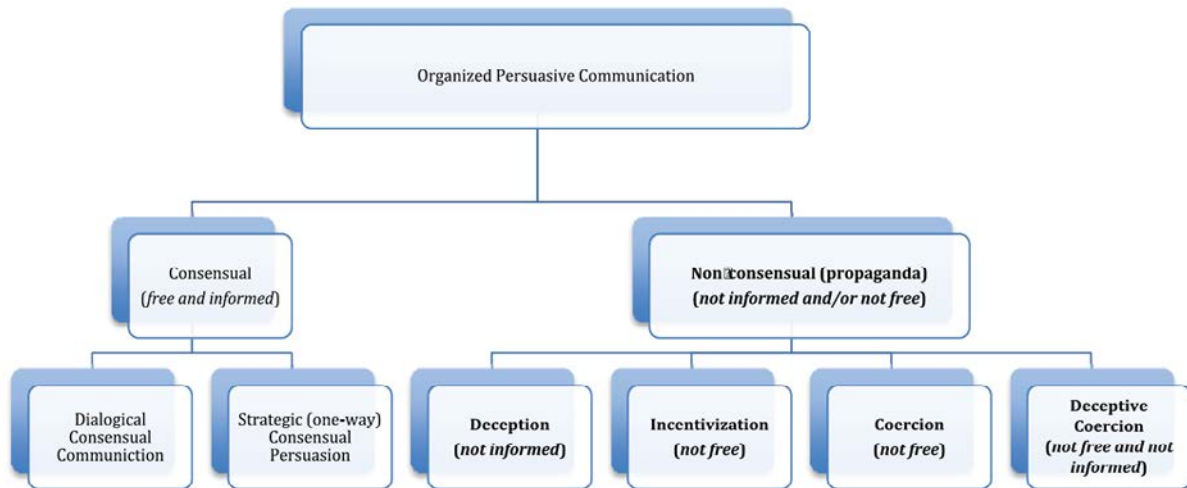 Organized Persuasive Communication
Consensual
(free and informed)
Non⍰consensual (propaganda)
(not informed and/or not free)
Dialogical
Consensual
Communiction
Strategic (one-way)
Consensual
Persuasion
Deception
(not informed)
Incentivization
(not free)
Coercion
(not free)
Deceptive
Coercion
(not free and not
informed)